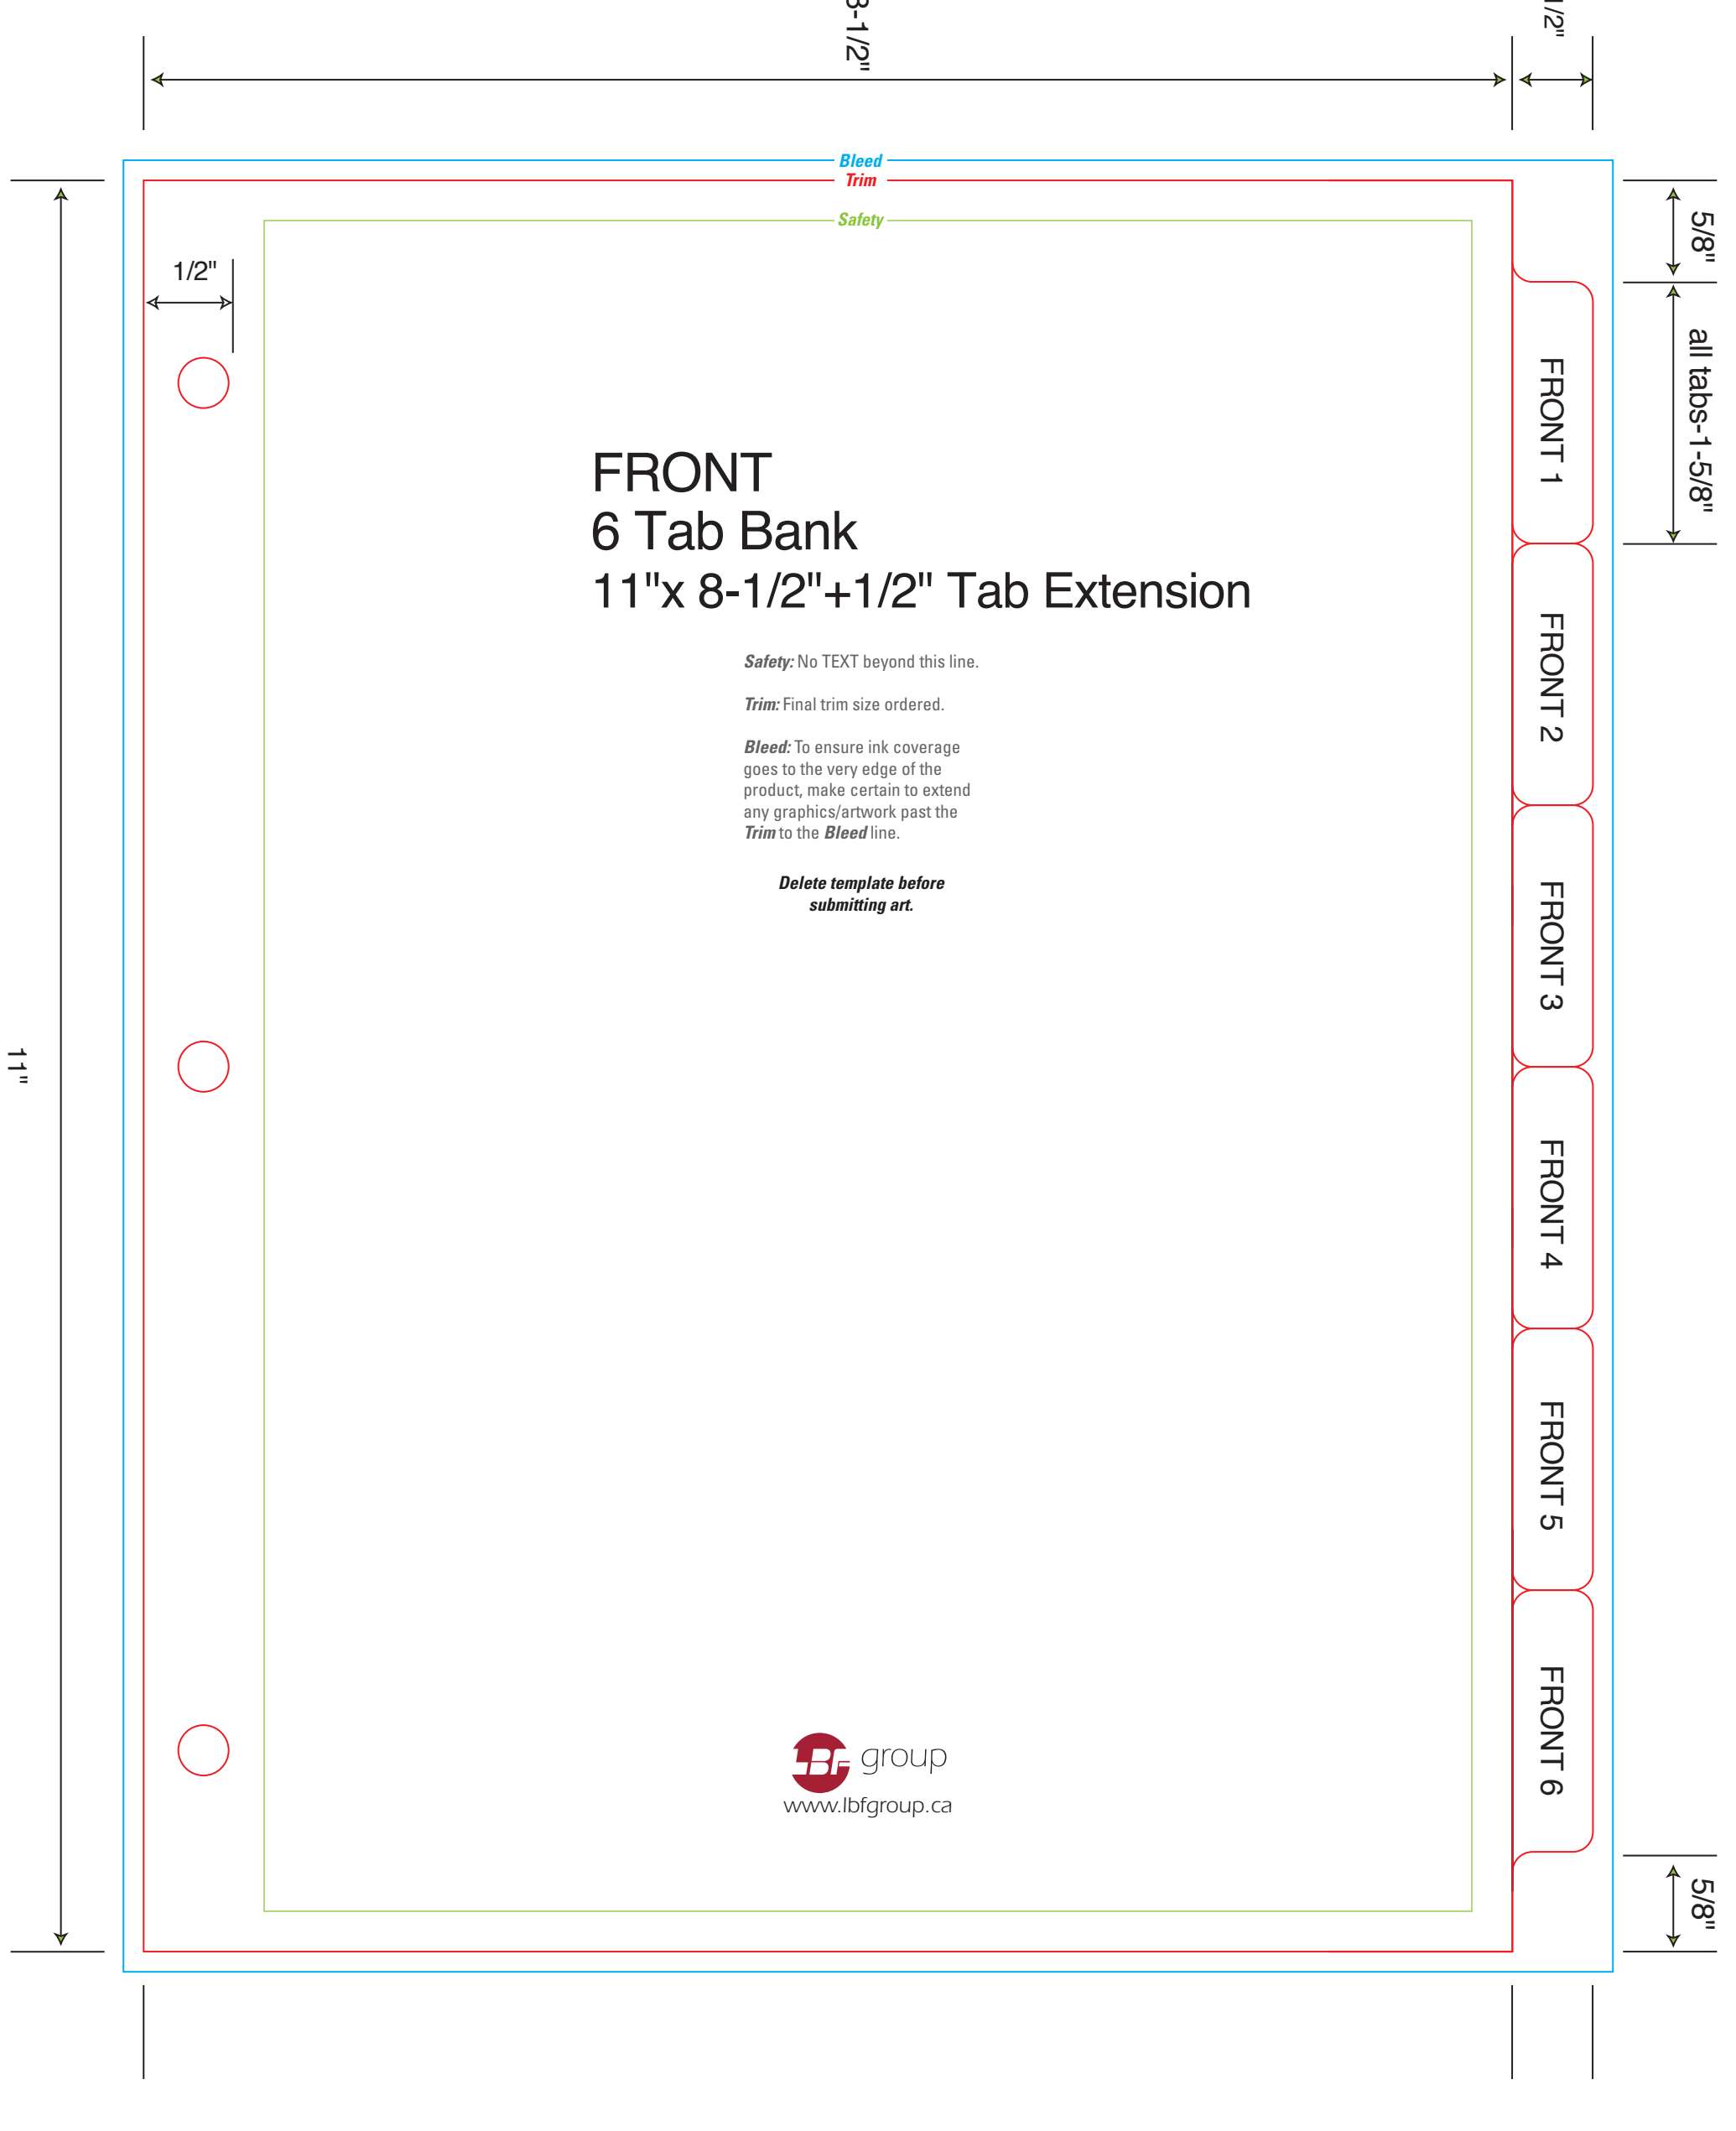 8-1/2"
1/2"
Bleed
Trim
Safety
5/8"
1/2"
all tabs-1-5/8"
FRONT 1
FRONT
6 Tab Bank
11"x 8-1/2"+1/2" Tab Extension
Safety: No TEXT beyond this line.
Trim: Final trim size ordered.
Bleed: To ensure ink coverage
goes to the very edge of the
product, make certain to extend
any graphics/artwork past the
Trim to the Bleed line.
Delete template before
submitting art.
FRONT 2
FRONT 3
11"
FRONT 4
FRONT 5
FRONT 6
LBF group
www.lbfgroup.ca
5/8"